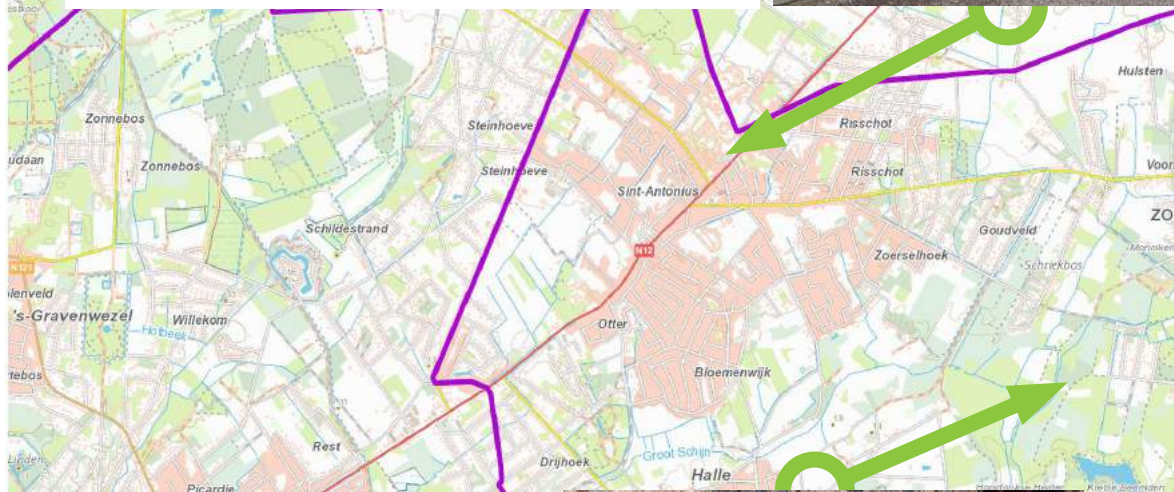 Hulsten
Zonnebos
Steinhoeve
Risschot
Zonnebos
Steinhoeve
Risschot
Sint-Antonius
ZO
Schildestrand
Goudveld
N12
Zoerselhoek
Schriekbos
N121
's-Gravenwezel
Willekom
Otter
Bloemenwijk
Rest
Groot Schijn
Drijhoek
Halle
Linden
Picardie